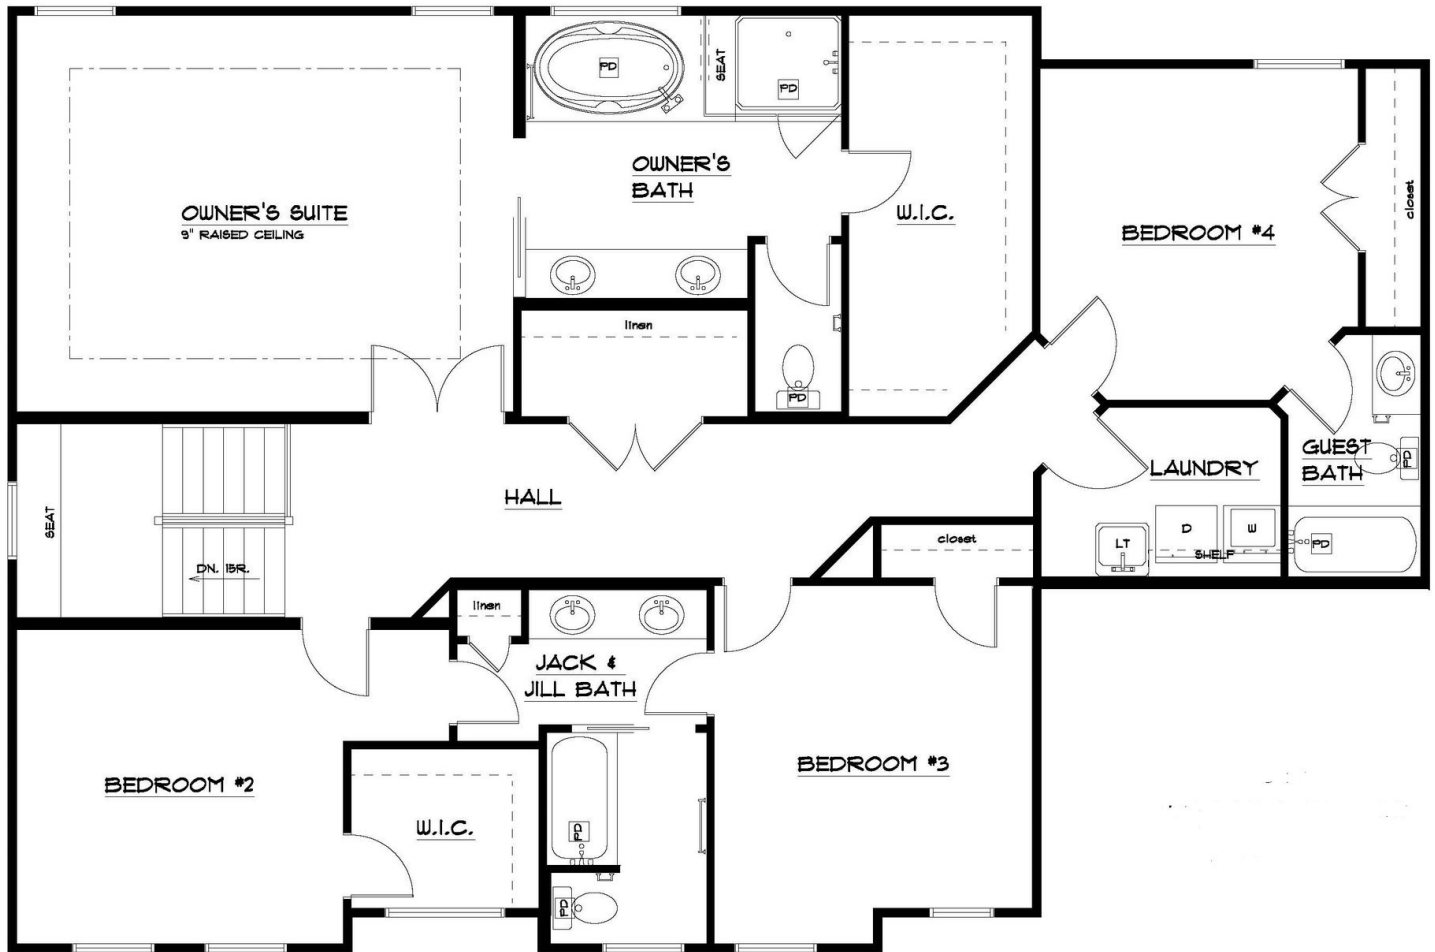 PD
SEAT
PD
OWNER'S
BATH
OWNER'S SUITE
9" RAISED CEILING
W.I.C.
BEDROOM #4
closet
linen
PD
HALL
SEAT
DN. 15R.
LAUNDRY
GUEST
BATH
PD
LT
D
W
SHELF
PD
closet
linen
JACK &
JILL BATH
BEDROOM #2
W.I.C.
PD
PD
BEDROOM #3